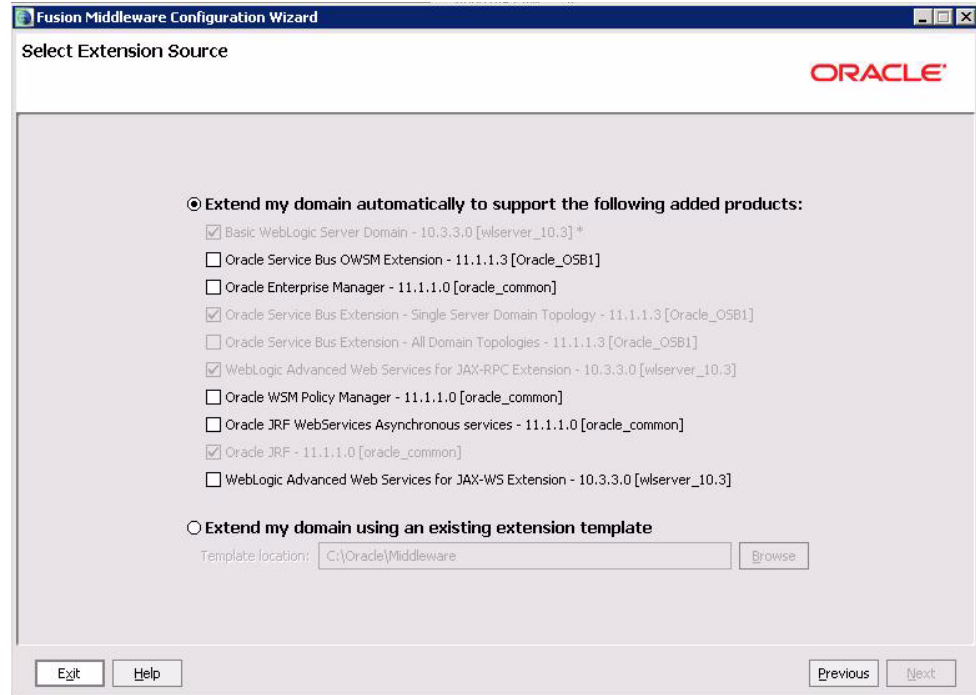 Fusion Middleware Configuration Wizard
Select Extension Source
ORACLE
Extend my domain automatically to support the following added products:
Basic WebLogic Server Domain - 10.3.3.0 [wlserver_10.3] *
Oracle Service Bus OWSM Extension - 11.1.1.3 [Oracle_OSB1]
Oracle Enterprise Manager - 11.1.1.0 [oracle_common]
Oracle Service Bus Extension - Single Server Domain Topology - 11.1.1.3 [Oracle_OSB1]
Oracle Service Bus Extension - All Domain Topologies - 11.1.1.3 [Oracle_OSB1]
WebLogic Advanced Web Services for JAX-RPC Extension - 10.3.3.0 [wlserver_10.3]
Oracle WSM Policy Manager - 11.1.1.0 [oracle_common]
Oracle JRF WebServices Asynchronous services - 11.1.1.0 [oracle_common]
Oracle JRF - 11.1.1.0 [oracle_common]
WebLogic Advanced Web Services for JAX-WS Extension - 10.3.3.0 [wlserver_10.3]
Extend my domain using an existing extension template
Template location: C:\Oracle\Middleware Browse
Exit Help Previous Next